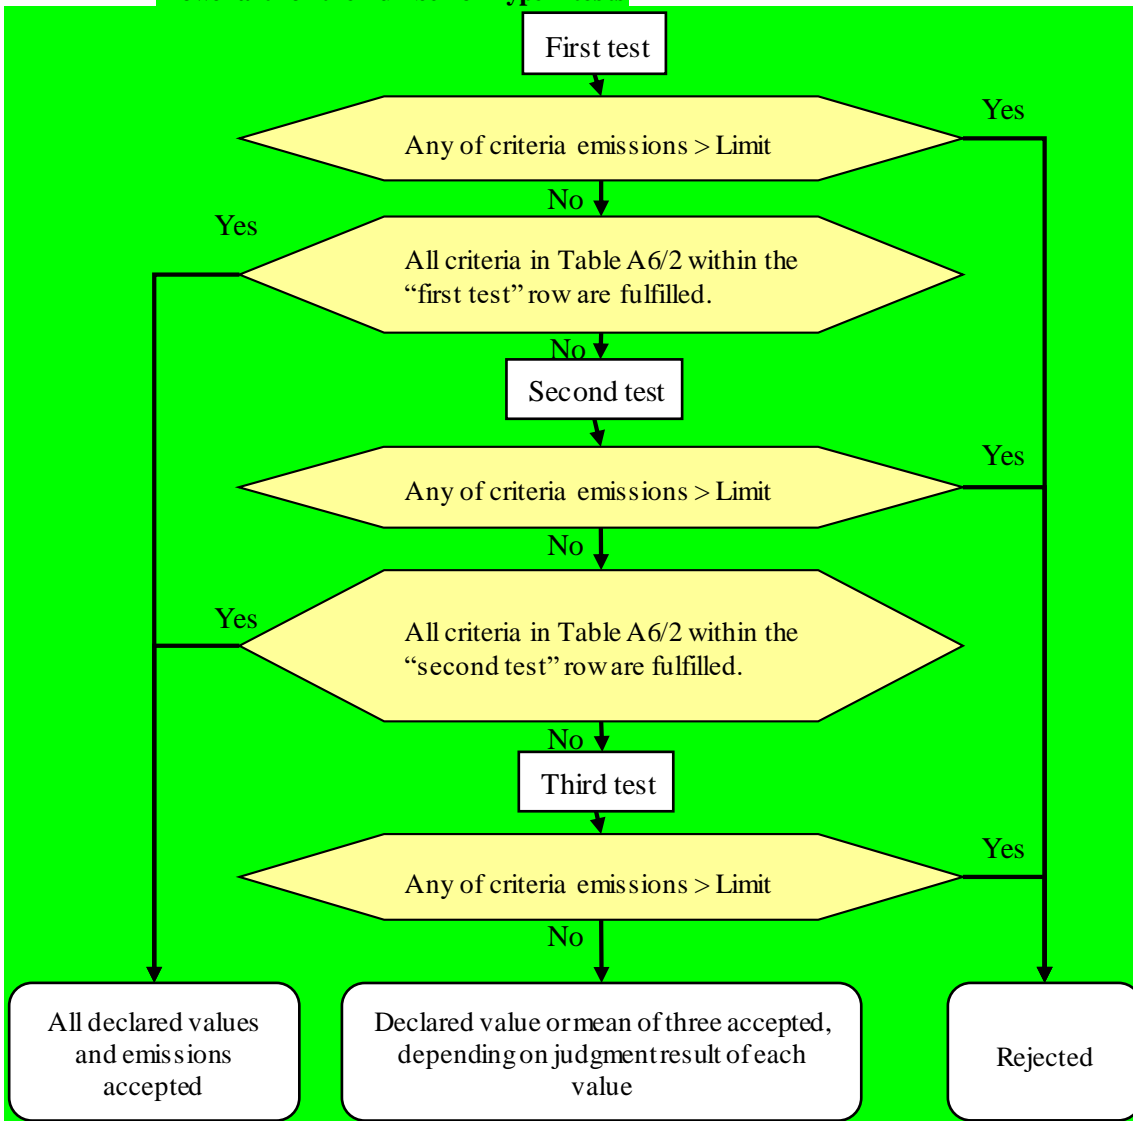 First test
Yes
Any of criteria emissions > Limit
No
Yes
All criteria in Table A6/2 within the
“first test” row are fulfilled.
No
Second test
Yes
Any of criteria emissions > Limit
No
Yes
All criteria in Table A6/2 within the
“second test” row are fulfilled.
No
Third test
Yes
Any of criteria emissions > Limit
No
All declared values
and emissions
accepted
Declared value or mean of three accepted,
depending on judgment result of each
value
Rejected